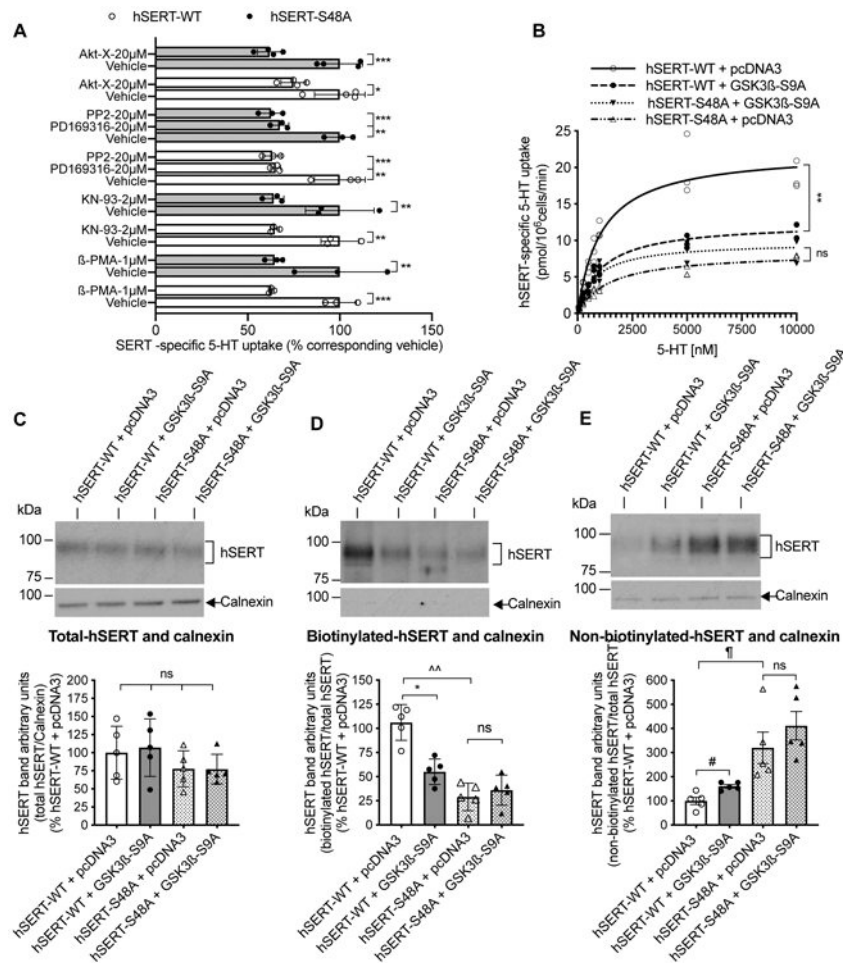 hSERT-WT hSERT-S48A
A
Akt-X-20µM
Vehicle
***
Akt-X-20µM
Vehicle
*
PP2-20µM
PD169316-20µM
Vehicle
***
**
PP2-20µM
PD169316-20µM
Vehicle
***
**
KN-93-2µM
Vehicle
**
KN-93-2µM
Vehicle
**
ß-PMA-1µM
Vehicle
**
ß-PMA-1µM
Vehicle
***
0 50 100 150
SERT -specific 5-HT uptake (% corresponding vehicle)
B
hSERT-WT + pcDNA3
hSERT-WT + GSK3ß-S9A
hSERT-S48A + GSK3ß-S9A
hSERT-S48A + pcDNA3
hSERT-specific 5-HT uptake
(pmol/10⁶cells/min)
25
20
15
10
5
0
**
ns
0 2500 5000 7500 10000
5-HT [nM]
C
hSERT-WT + pcDNA3
hSERT-WT + GSK3ß-S9A
hSERT-S48A + pcDNA3
hSERT-S48A + GSK3ß-S9A
kDa
100
75
hSERT
100
Calnexin
Total-hSERT and calnexin
hSERT band arbitrary units
(total hSERT/Calnexin)
(% hSERT-WT + pcDNA3)
200
175
150
125
100
75
50
25
0
ns
hSERT-WT + pcDNA3
hSERT-WT + GSK3ß-S9A
hSERT-S48A + pcDNA3
hSERT-S48A + GSK3ß-S9A
D
hSERT-WT + pcDNA3
hSERT-WT + GSK3ß-S9A
hSERT-S48A + pcDNA3
hSERT-S48A + GSK3ß-S9A
kDa
100
75
hSERT
100
Calnexin
Biotinylated-hSERT and calnexin
hSERT band arbitrary units
(biotinylated hSERT/total hSERT)
(% hSERT-WT + pcDNA3)
150
125
100
75
50
25
0
^^
*
ns
hSERT-WT + pcDNA3
hSERT-WT + GSK3ß-S9A
hSERT-S48A + pcDNA3
hSERT-S48A + GSK3ß-S9A
E
hSERT-WT + pcDNA3
hSERT-WT + GSK3ß-S9A
hSERT-S48A + pcDNA3
hSERT-S48A + GSK3ß-S9A
kDa
100
75
hSERT
100
Calnexin
Non-biotinylated-hSERT and calnexin
hSERT band arbitrary units
(non-biotinylated hSERT/total hSERT)
(% hSERT-WT + pcDNA3)
800
600
400
200
100
0
¶
ns
#
hSERT-WT + pcDNA3
hSERT-WT + GSK3ß-S9A
hSERT-S48A + pcDNA3
hSERT-S48A + GSK3ß-S9A